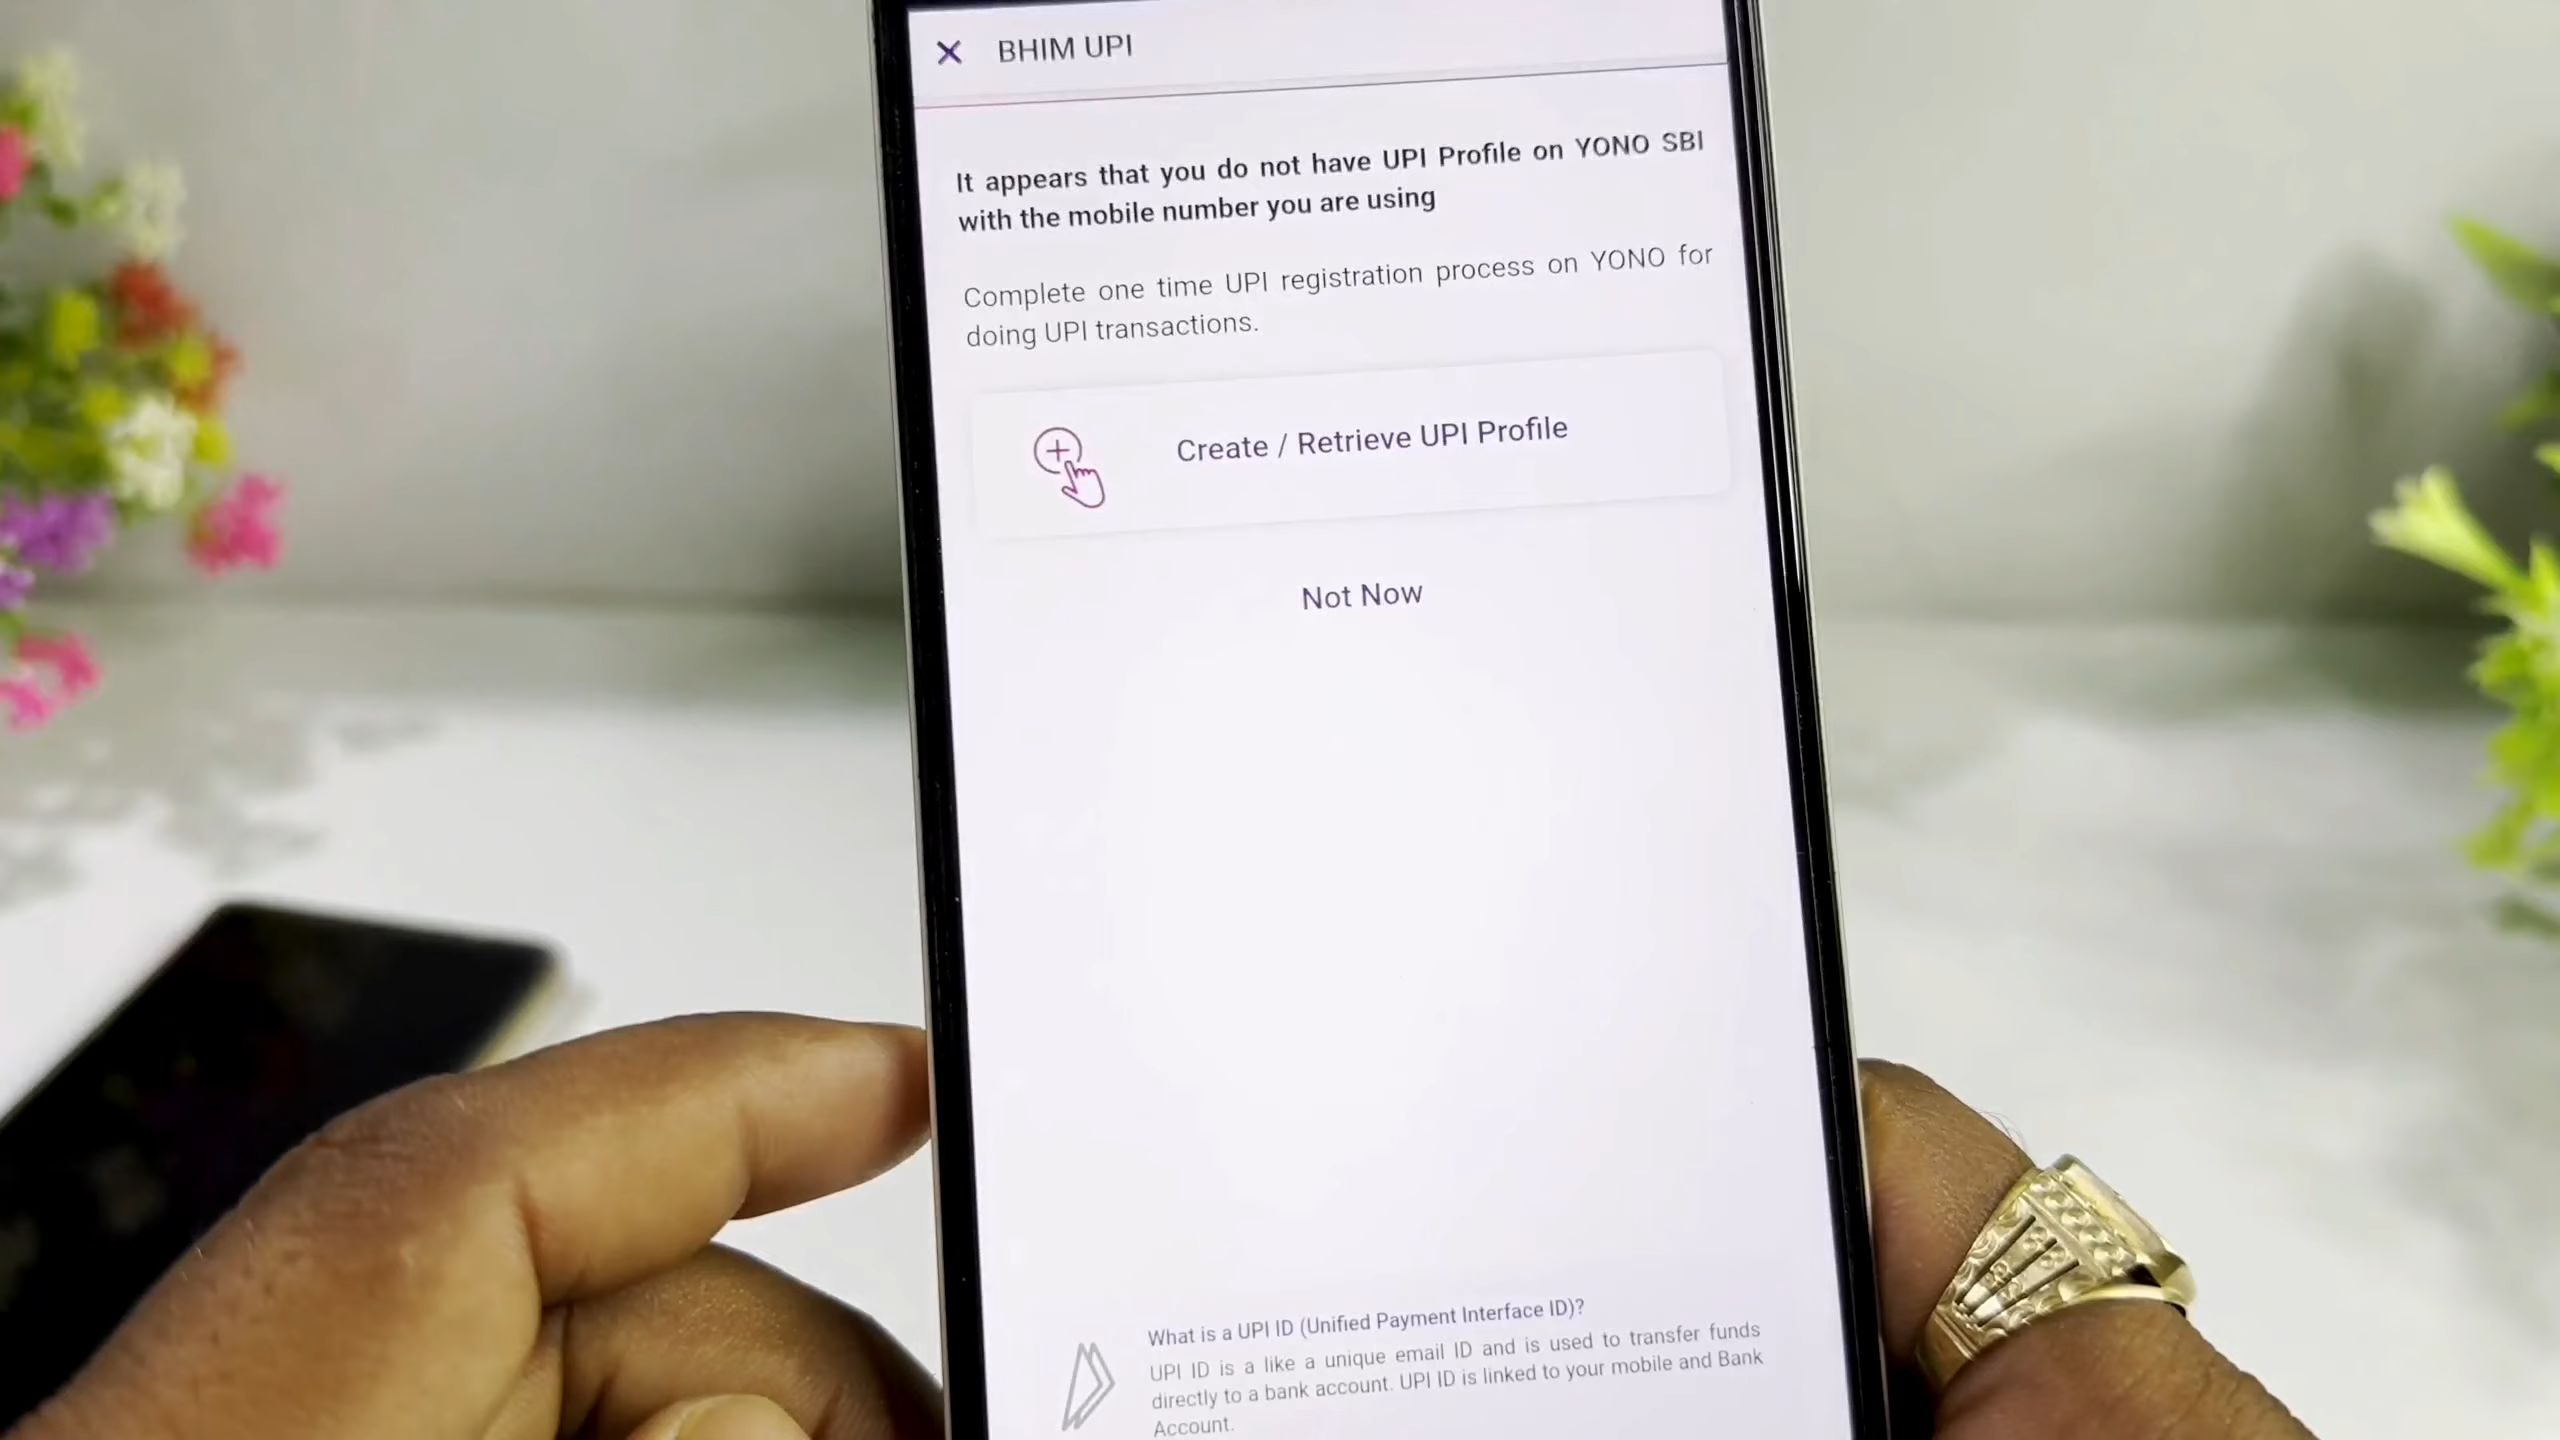 BHIM UPI
It appears that you do not have UPI Profile on YONO SBI
with the mobile number you are using
Complete one time UPI registration process on YONO for
doing UPI transactions.
Create / Retrieve UPI Profile
Not Now
What is a UPI ID (Unified Payment Interface ID)?
UPI ID is a like a unique email ID and is used to transfer funds
directly to a bank account. UPI ID is linked to your mobile and Bank
Account.